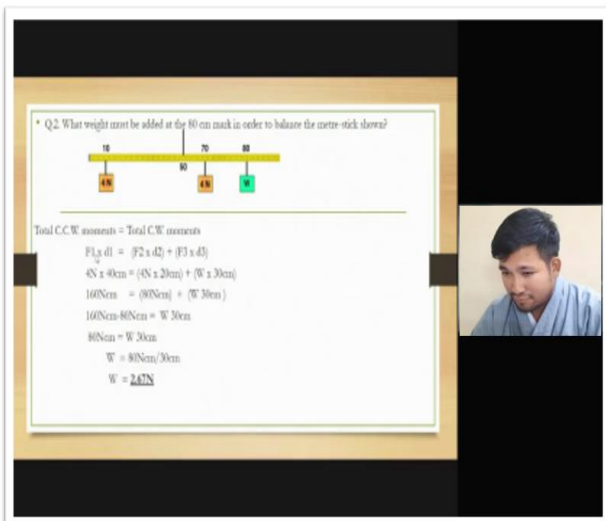 Q.2. What weight must be added at the 80 cm mark in order to balance the metre-stick shown?
10 70 80
50
4 N 4 N W
Total C.C.W. moments = Total C.W. moments
F1 x d1 = (F2 x d2) + (F3 x d3)
4N x 40cm = (4N x 20cm) + (W x 30cm)
160Ncm = (80Ncm) + (W 30cm)
160Ncm-80Ncm = W 30cm
80Ncm = W 30cm
W = 80Ncm/30cm
W = 2.67N